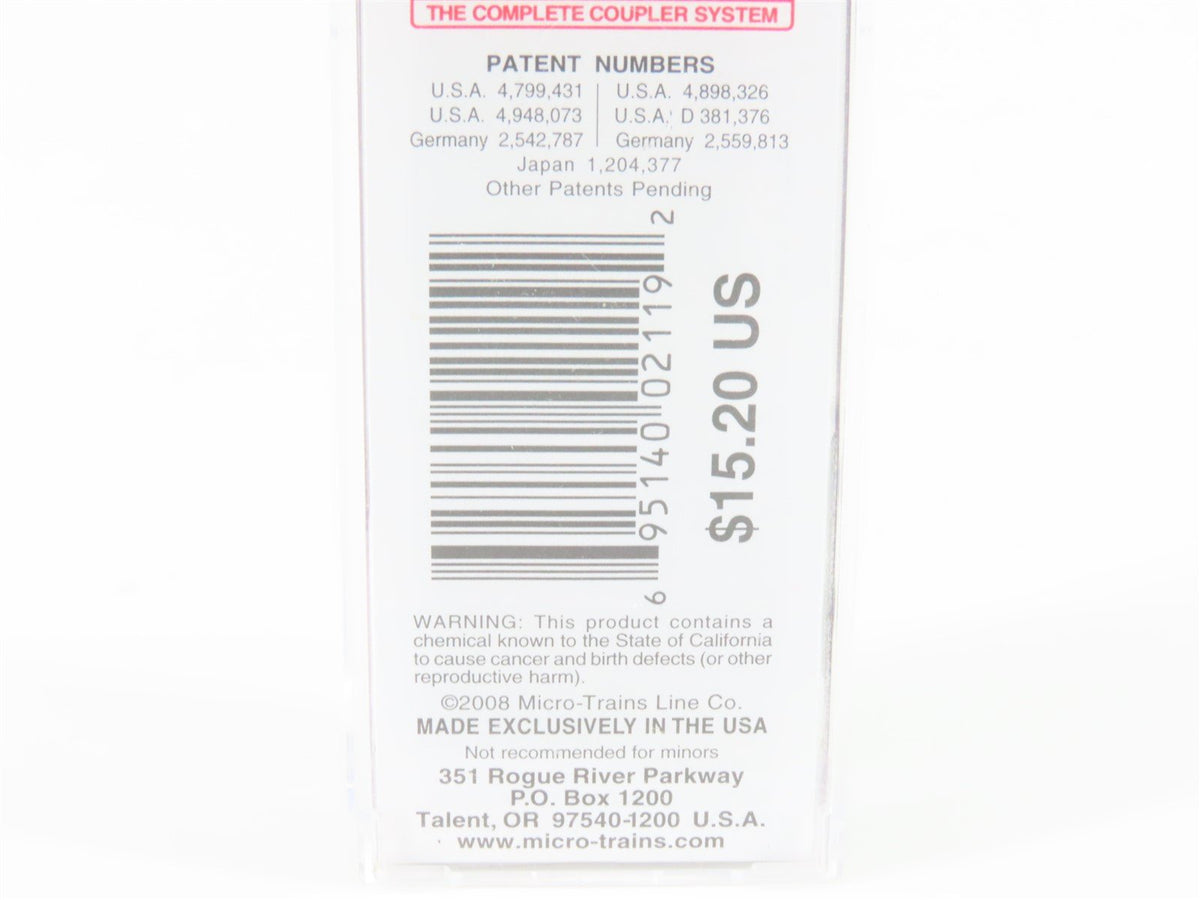 THE COMPLETE COUPLER SYSTEM
PATENT NUMBERS
U.S.A. 4,799,431 U.S.A. 4,898,326
U.S.A. 4,948,073 U.S.A. D 381,376
Germany 2,542,787 Germany 2,559,813
Japan 1,204,377
Other Patents Pending
6 95140 02119 2
$15.20 US
WARNING: This product contains a
chemical known to the State of California
to cause cancer and birth defects (or other
reproductive harm).
©2008 Micro-Trains Line Co.
MADE EXCLUSIVELY IN THE USA
Not recommended for minors
351 Rogue River Parkway
P.O. Box 1200
Talent, OR 97540-1200 U.S.A.
www.micro-trains.com